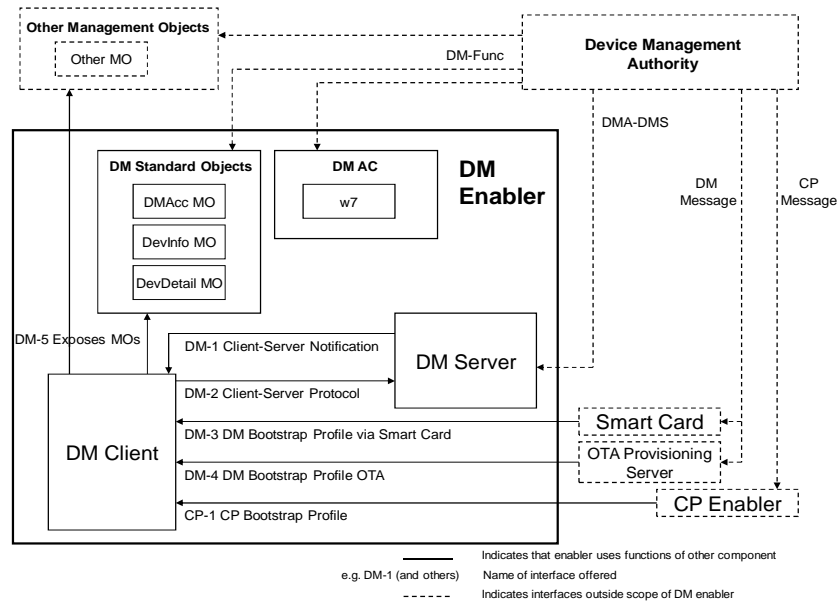 Other Management Objects
Other MO
DM-Func
Device Management
Authority
DMA-DMS
DM
Message
CP
Message
DM Standard Objects
DMAcc MO
DevInfo MO
DevDetail MO
DM AC
w7
DM
Enabler
DM-5 Exposes MOs
DM-1 Client-Server Notification
DM Server
DM-2 Client-Server Protocol
DM Client
DM-3 DM Bootstrap Profile via Smart Card
Smart Card
DM-4 DM Bootstrap Profile OTA
OTA Provisioning
Server
CP-1 CP Bootstrap Profile
CP Enabler
Indicates that enabler uses functions of other component
e.g. DM-1 (and others) Name of interface offered
Indicates interfaces outside scope of DM enabler